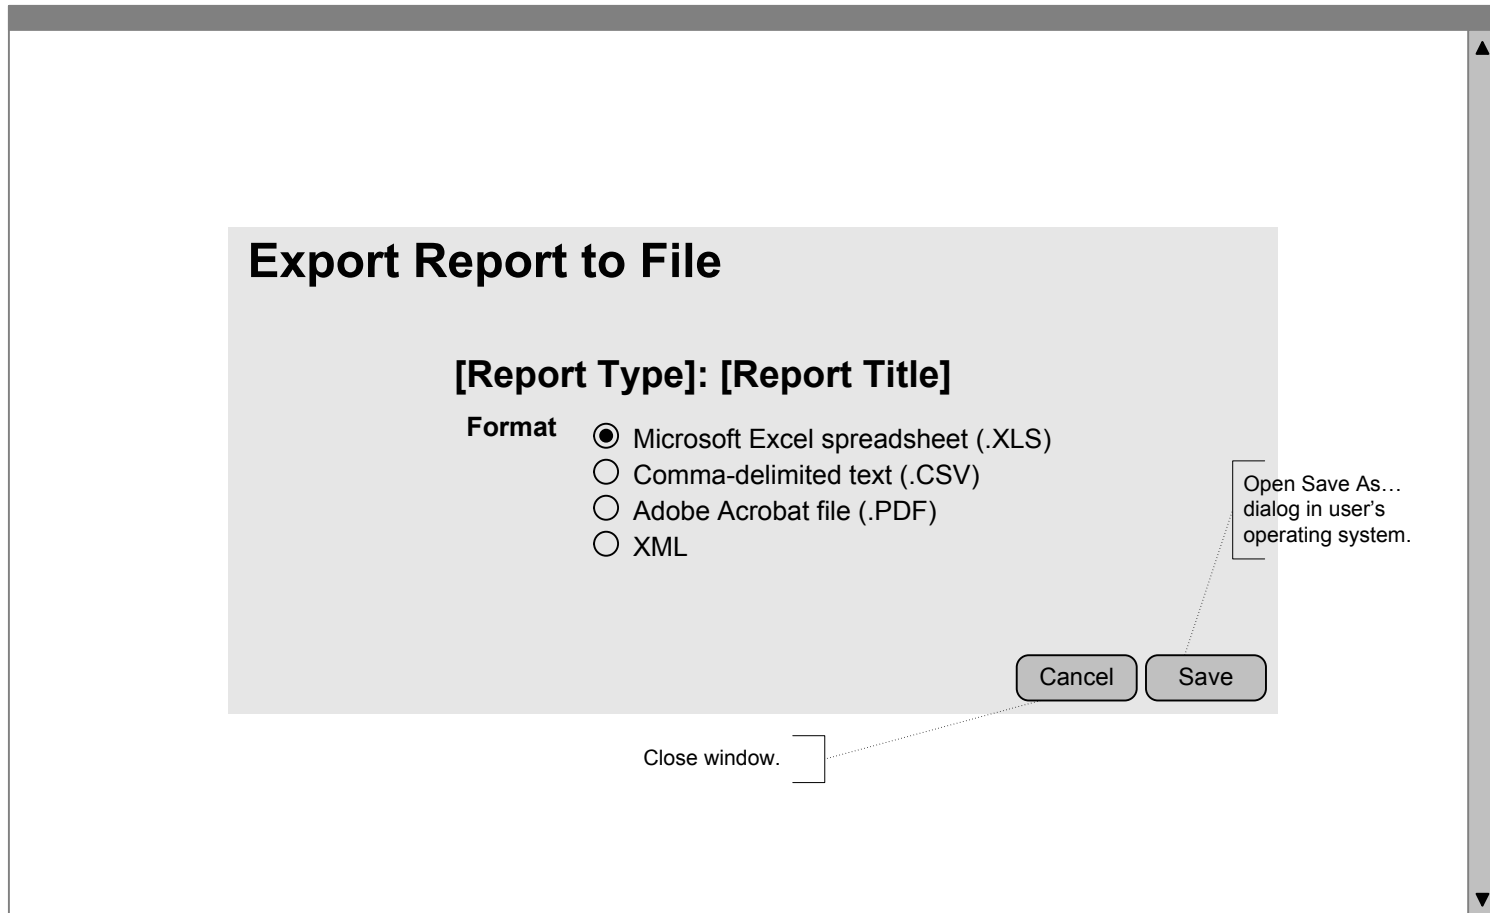 Export Report to File
[Report Type]: [Report Title]
Format
Microsoft Excel spreadsheet (.XLS)
Comma-delimited text (.CSV)
Adobe Acrobat file (.PDF)
XML
Open Save As…
dialog in user’s
operating system.
Cancel
Save
Close window.